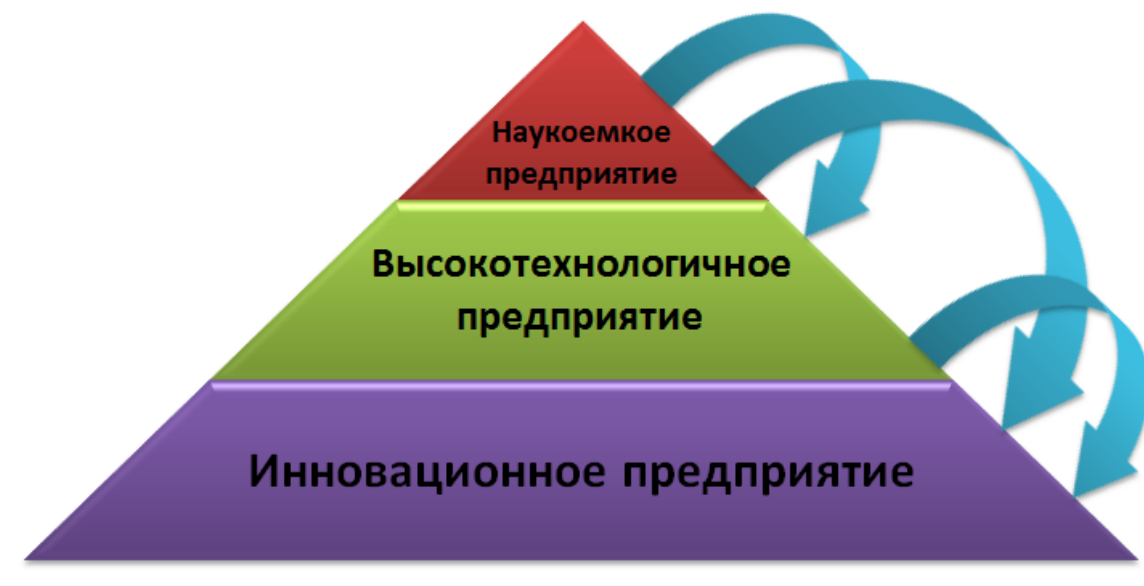 Наукоемкое
предприятие
Высокотехнологичное
предприятие
Инновационное предприятие